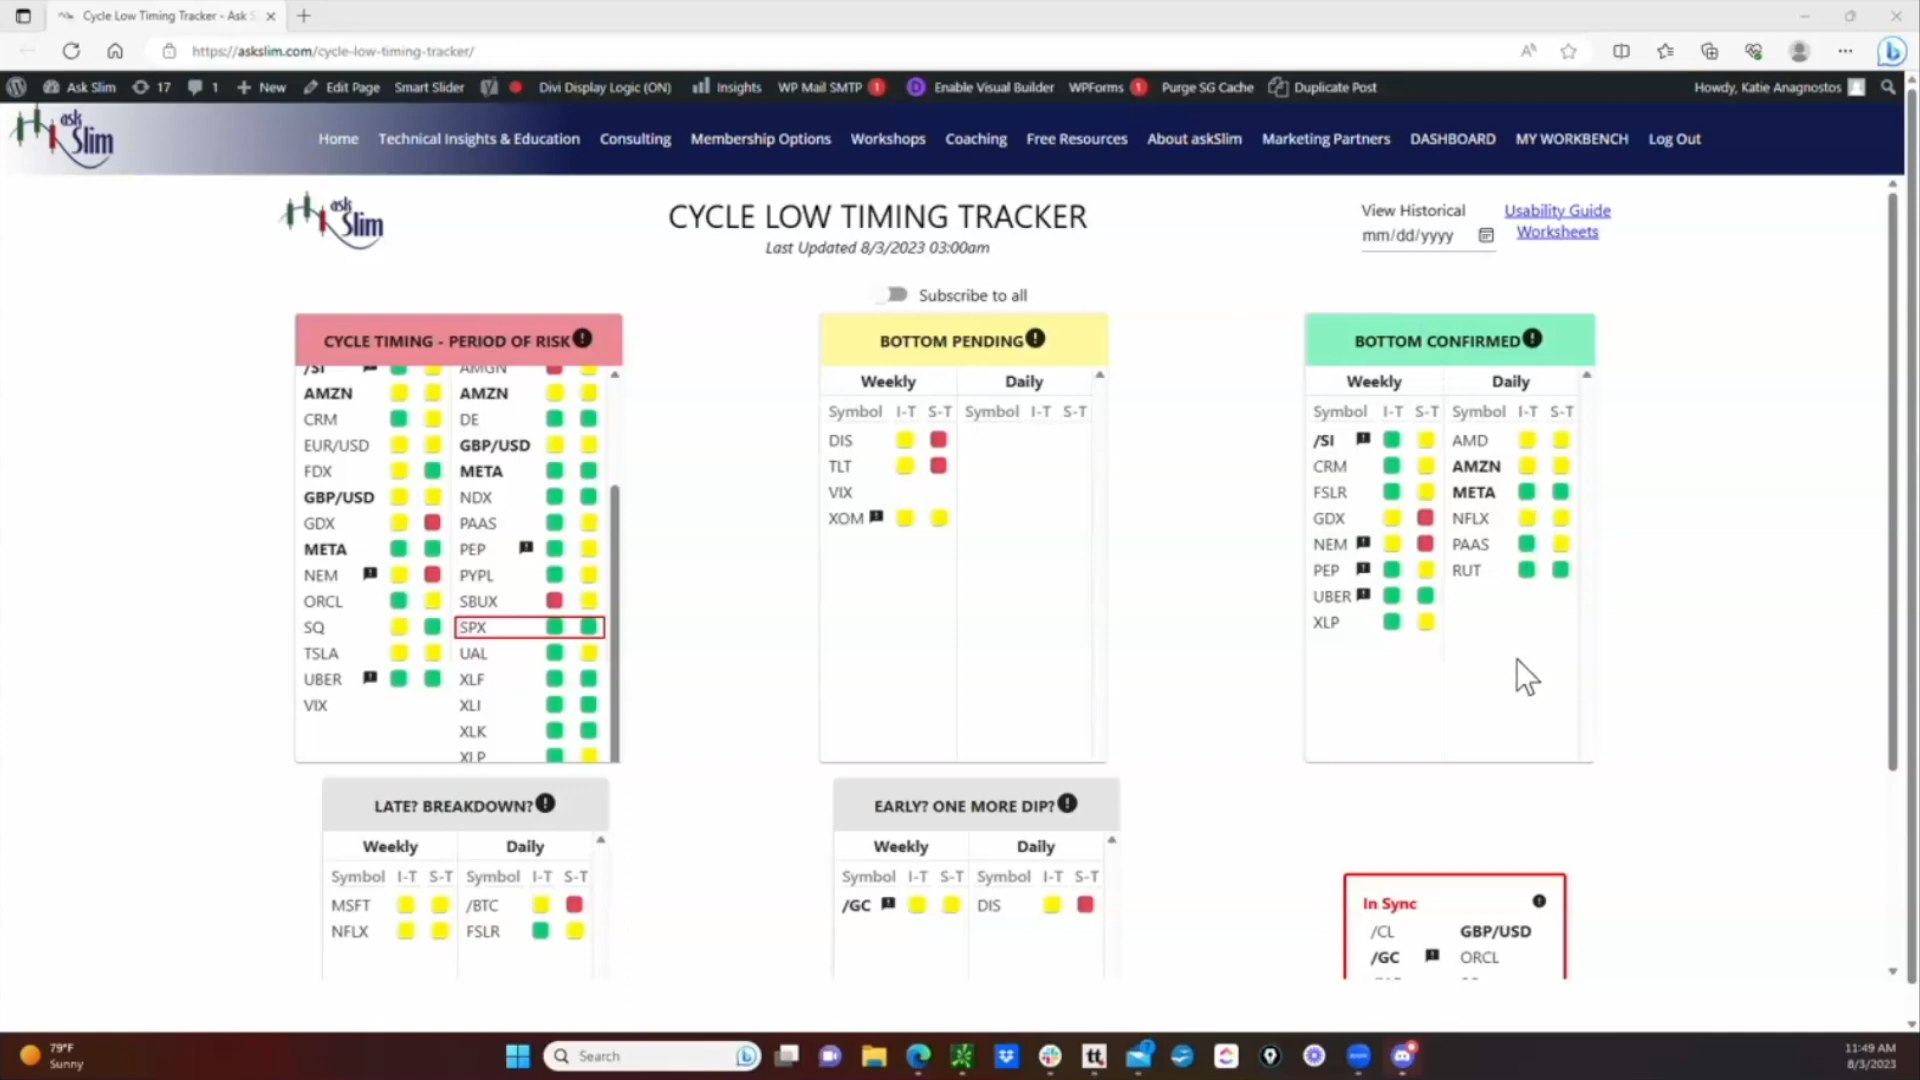 Cycle Low Timing Tracker - Ask S
https://askslim.com/cycle-low-timing-tracker/
Ask Slim 17 1 New Edit Page Smart Slider Divi Display Logic (ON) Insights WP Mail SMTP 1 Enable Visual Builder WPForms 1 Purge SG Cache Duplicate Post Howdy, Katie Anagnostos
ask Slim
Home Technical Insights & Education Consulting Membership Options Workshops Coaching Free Resources About askSlim Marketing Partners DASHBOARD MY WORKBENCH Log Out
ask Slim
CYCLE LOW TIMING TRACKER
Last Updated 8/3/2023 03:00am
View Historical
mm/dd/yyyy
Usability Guide
Worksheets
Subscribe to all
CYCLE TIMING - PERIOD OF RISK
/SI AMGN
AMZN AMZN
CRM DE
EUR/USD GBP/USD
FDX META
GBP/USD NDX
GDX PAAS
META PEP
NEM PYPL
ORCL SBUX
SQ SPX
TSLA UAL
UBER XLF
VIX XLI
XLK
XLP
BOTTOM PENDING
Weekly Daily
Symbol I-T S-T Symbol I-T S-T
DIS
TLT
VIX
XOM
BOTTOM CONFIRMED
Weekly Daily
Symbol I-T S-T Symbol I-T S-T
/SI AMD
CRM AMZN
FSLR META
GDX NFLX
NEM PAAS
PEP RUT
UBER
XLP
LATE? BREAKDOWN?
Weekly Daily
Symbol I-T S-T Symbol I-T S-T
MSFT /BTC
NFLX FSLR
EARLY? ONE MORE DIP?
Weekly Daily
Symbol I-T S-T Symbol I-T S-T
/GC DIS
In Sync
/CL GBP/USD
/GC ORCL
79°F
Sunny
Search
tt
11:49 AM
8/3/2023